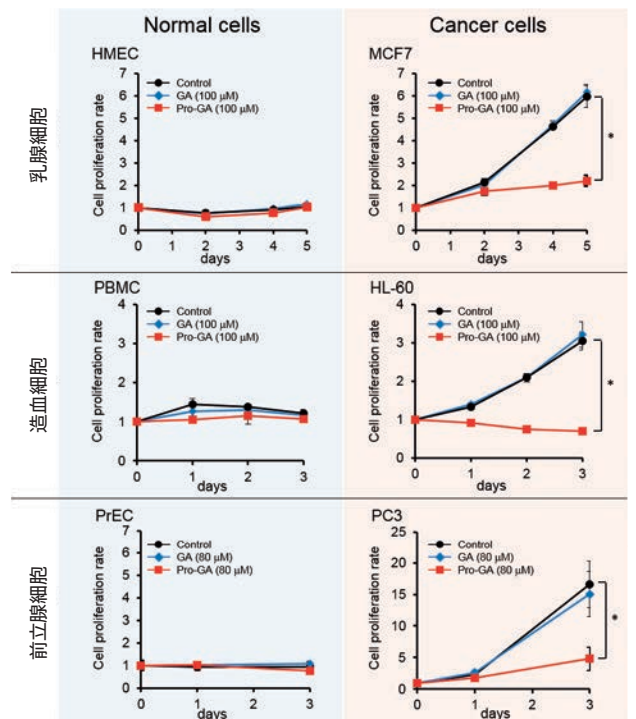 Normal cells
Cancer cells
乳腺細胞
HMEC
7
6
5
4
3
2
1
0
Cell proliferation rate
Control
GA (100 μM)
Pro-GA (100 μM)
0 1 2 3 4 5
days
MCF7
7
6
5
4
3
2
1
0
Cell proliferation rate
Control
GA (100 μM)
Pro-GA (100 μM)
*
0 1 2 3 4 5
days
造血細胞
PBMC
4
3
2
1
0
Cell proliferation rate
Control
GA (100 μM)
Pro-GA (100 μM)
0 1 2 3
days
HL-60
4
3
2
1
0
Cell proliferation rate
Control
GA (100 μM)
Pro-GA (100 μM)
*
0 1 2 3
days
前立腺細胞
PrEC
7
6
5
4
3
2
1
0
Cell proliferation rate
Control
GA (80 μM)
Pro-GA (80 μM)
0 1 2 3
days
PC3
25
20
15
10
5
0
Cell proliferation rate
Control
GA (80 μM)
Pro-GA (80 μM)
*
0 1 2 3
days